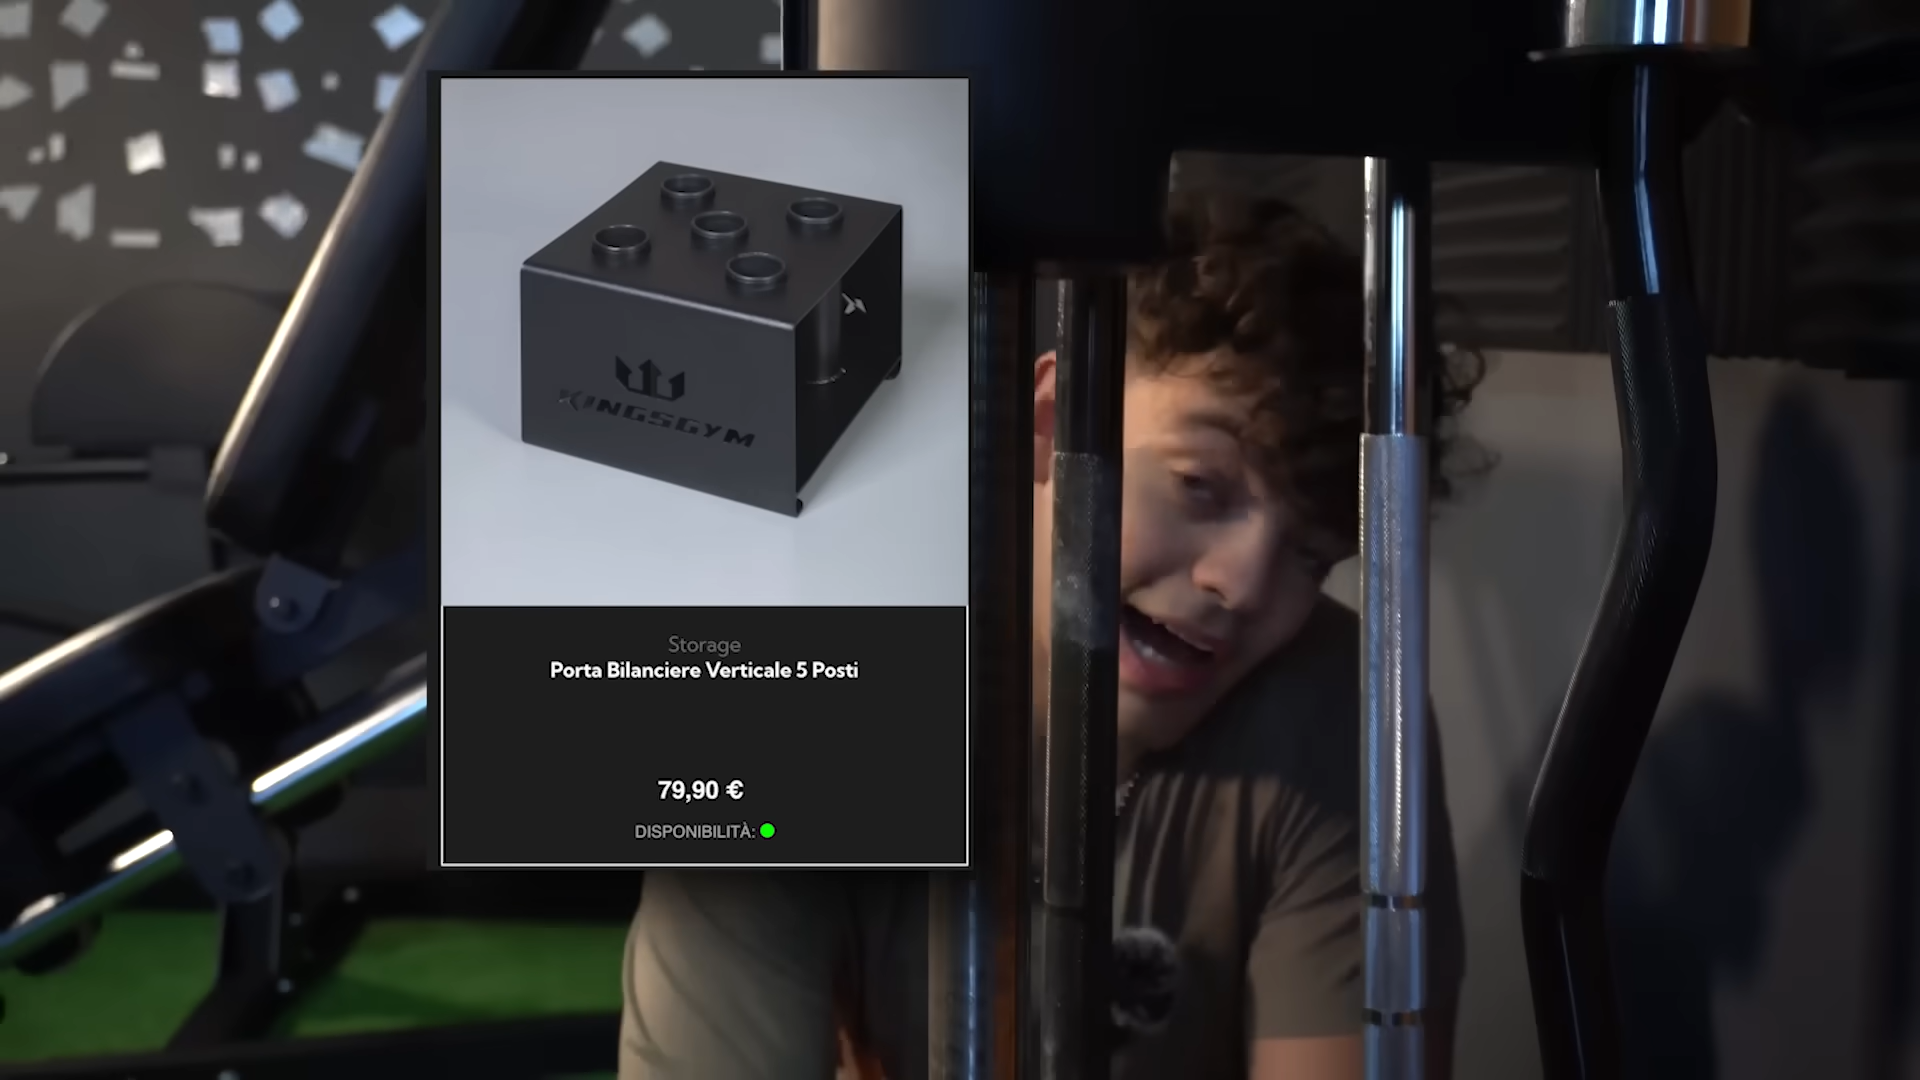 KINGSGYM
Storage
Porta Bilanciere Verticale 5 Posti
79,90 €
DISPONIBILITÀ: